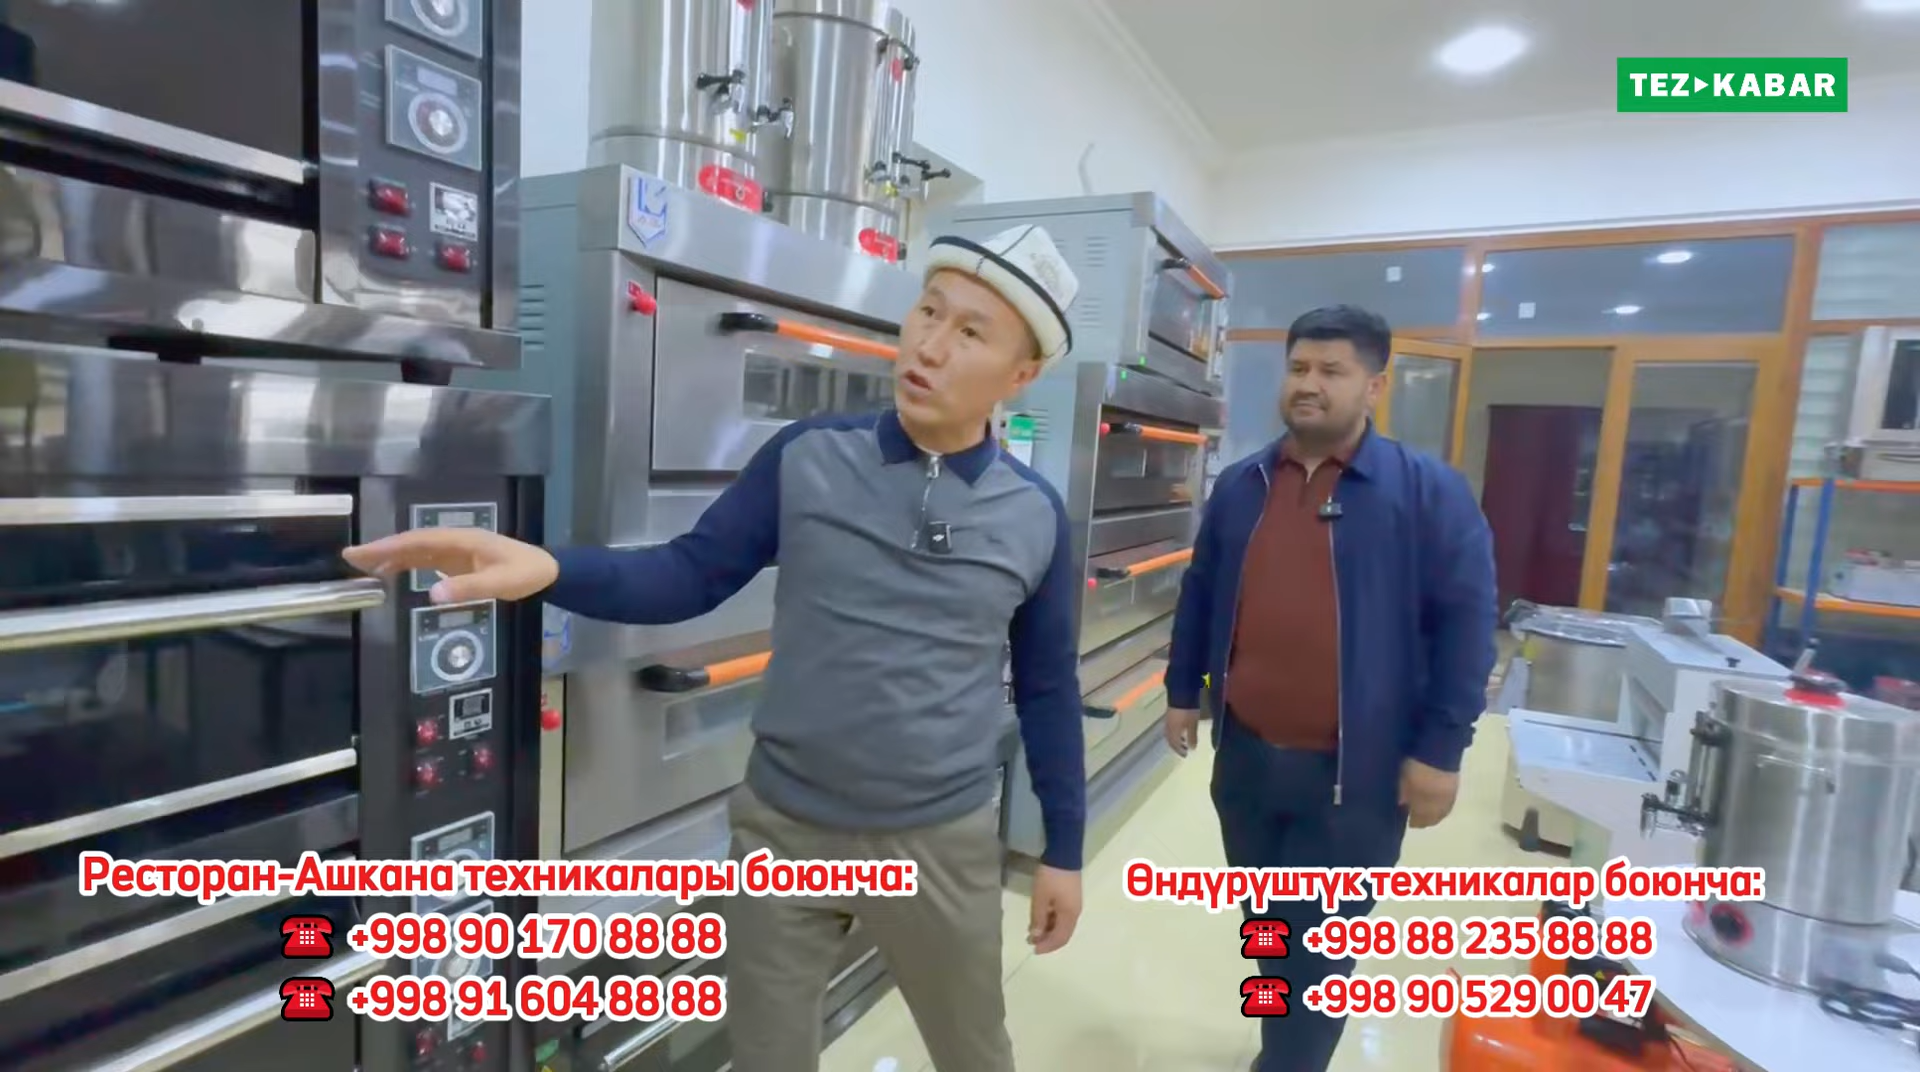 TEZ▶KABAR
Ресторан-Ашкана техникалары боюнча:
☎ +998 90 170 88 88
☎ +998 91 604 88 88
Өндүрүштүк техникалар боюнча:
☎ +998 88 235 88 88
☎ +998 90 529 00 47